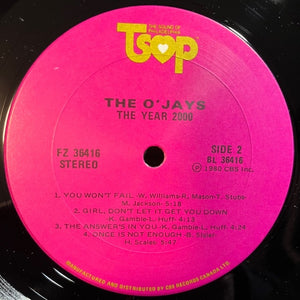 THE SOUND OF PHILADELPHIA
TSOP
THE O'JAYS
THE YEAR 2000
FZ 36416
STEREO
SIDE 2
BL 36416
Ⓟ 1980 CBS Inc.
1. YOU WON'T FAIL -W. Williams-R. Mason-T. Stubs-
M. Jackson- 5:18
2. GIRL, DON'T LET IT GET YOU DOWN
-K. Gamble-L. Huff- 4:13
3. THE ANSWER'S IN YOU -K. Gamble-L. Huff- 4:24
4. ONCE IS NOT ENOUGH -B. Sigler-
H. Scales- 5:47
MANUFACTURED AND DISTRIBUTED BY CBS RECORDS CANADA LTD.